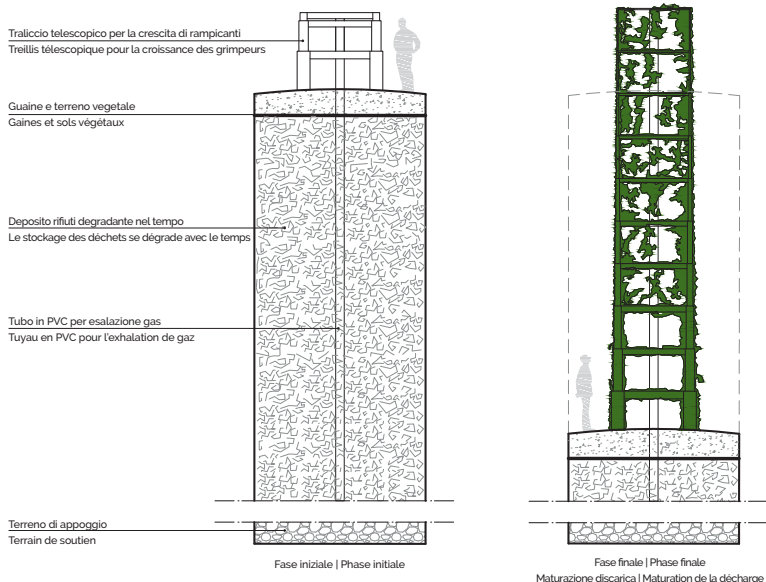 Traliccio telescopico per la crescita di rampicanti
Treillis télescopique pour la croissance des grimpeurs
Guaine e terreno vegetale
Gaines et sols végétaux
Deposito rifiuti degradante nel tempo
Le stockage des déchets se dégrade avec le temps
Tubo in PVC per esalazione gas
Tuyau en PVC pour l'exhalation de gaz
Terreno di appoggio
Terrain de soutien
Fase iniziale | Phase initiale
Fase finale | Phase finale
Maturazione discarica | Maturation de la décharge